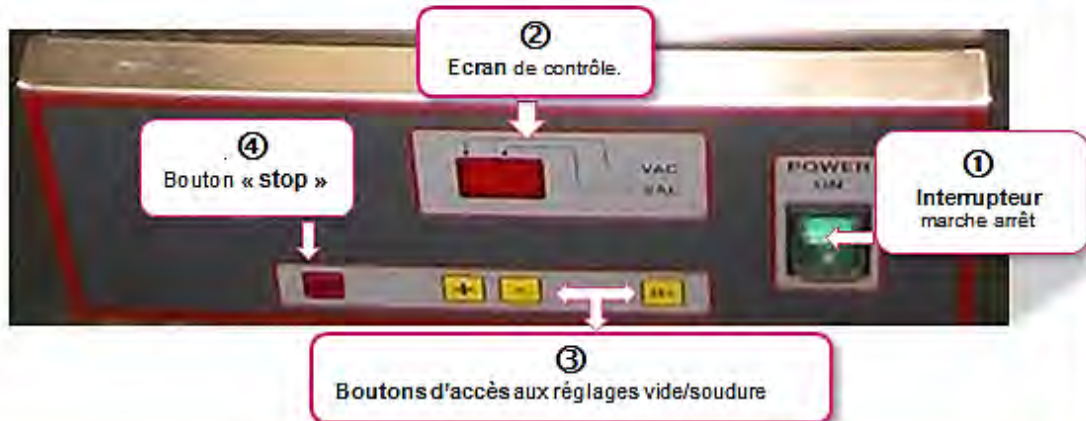 ②
Ecran de contrôle.
④
Bouton « stop »
VAC
POWER
ON
①
Interrupteur
marche arrêt
+
-
③
Boutons d'accès aux réglages vide/soudure